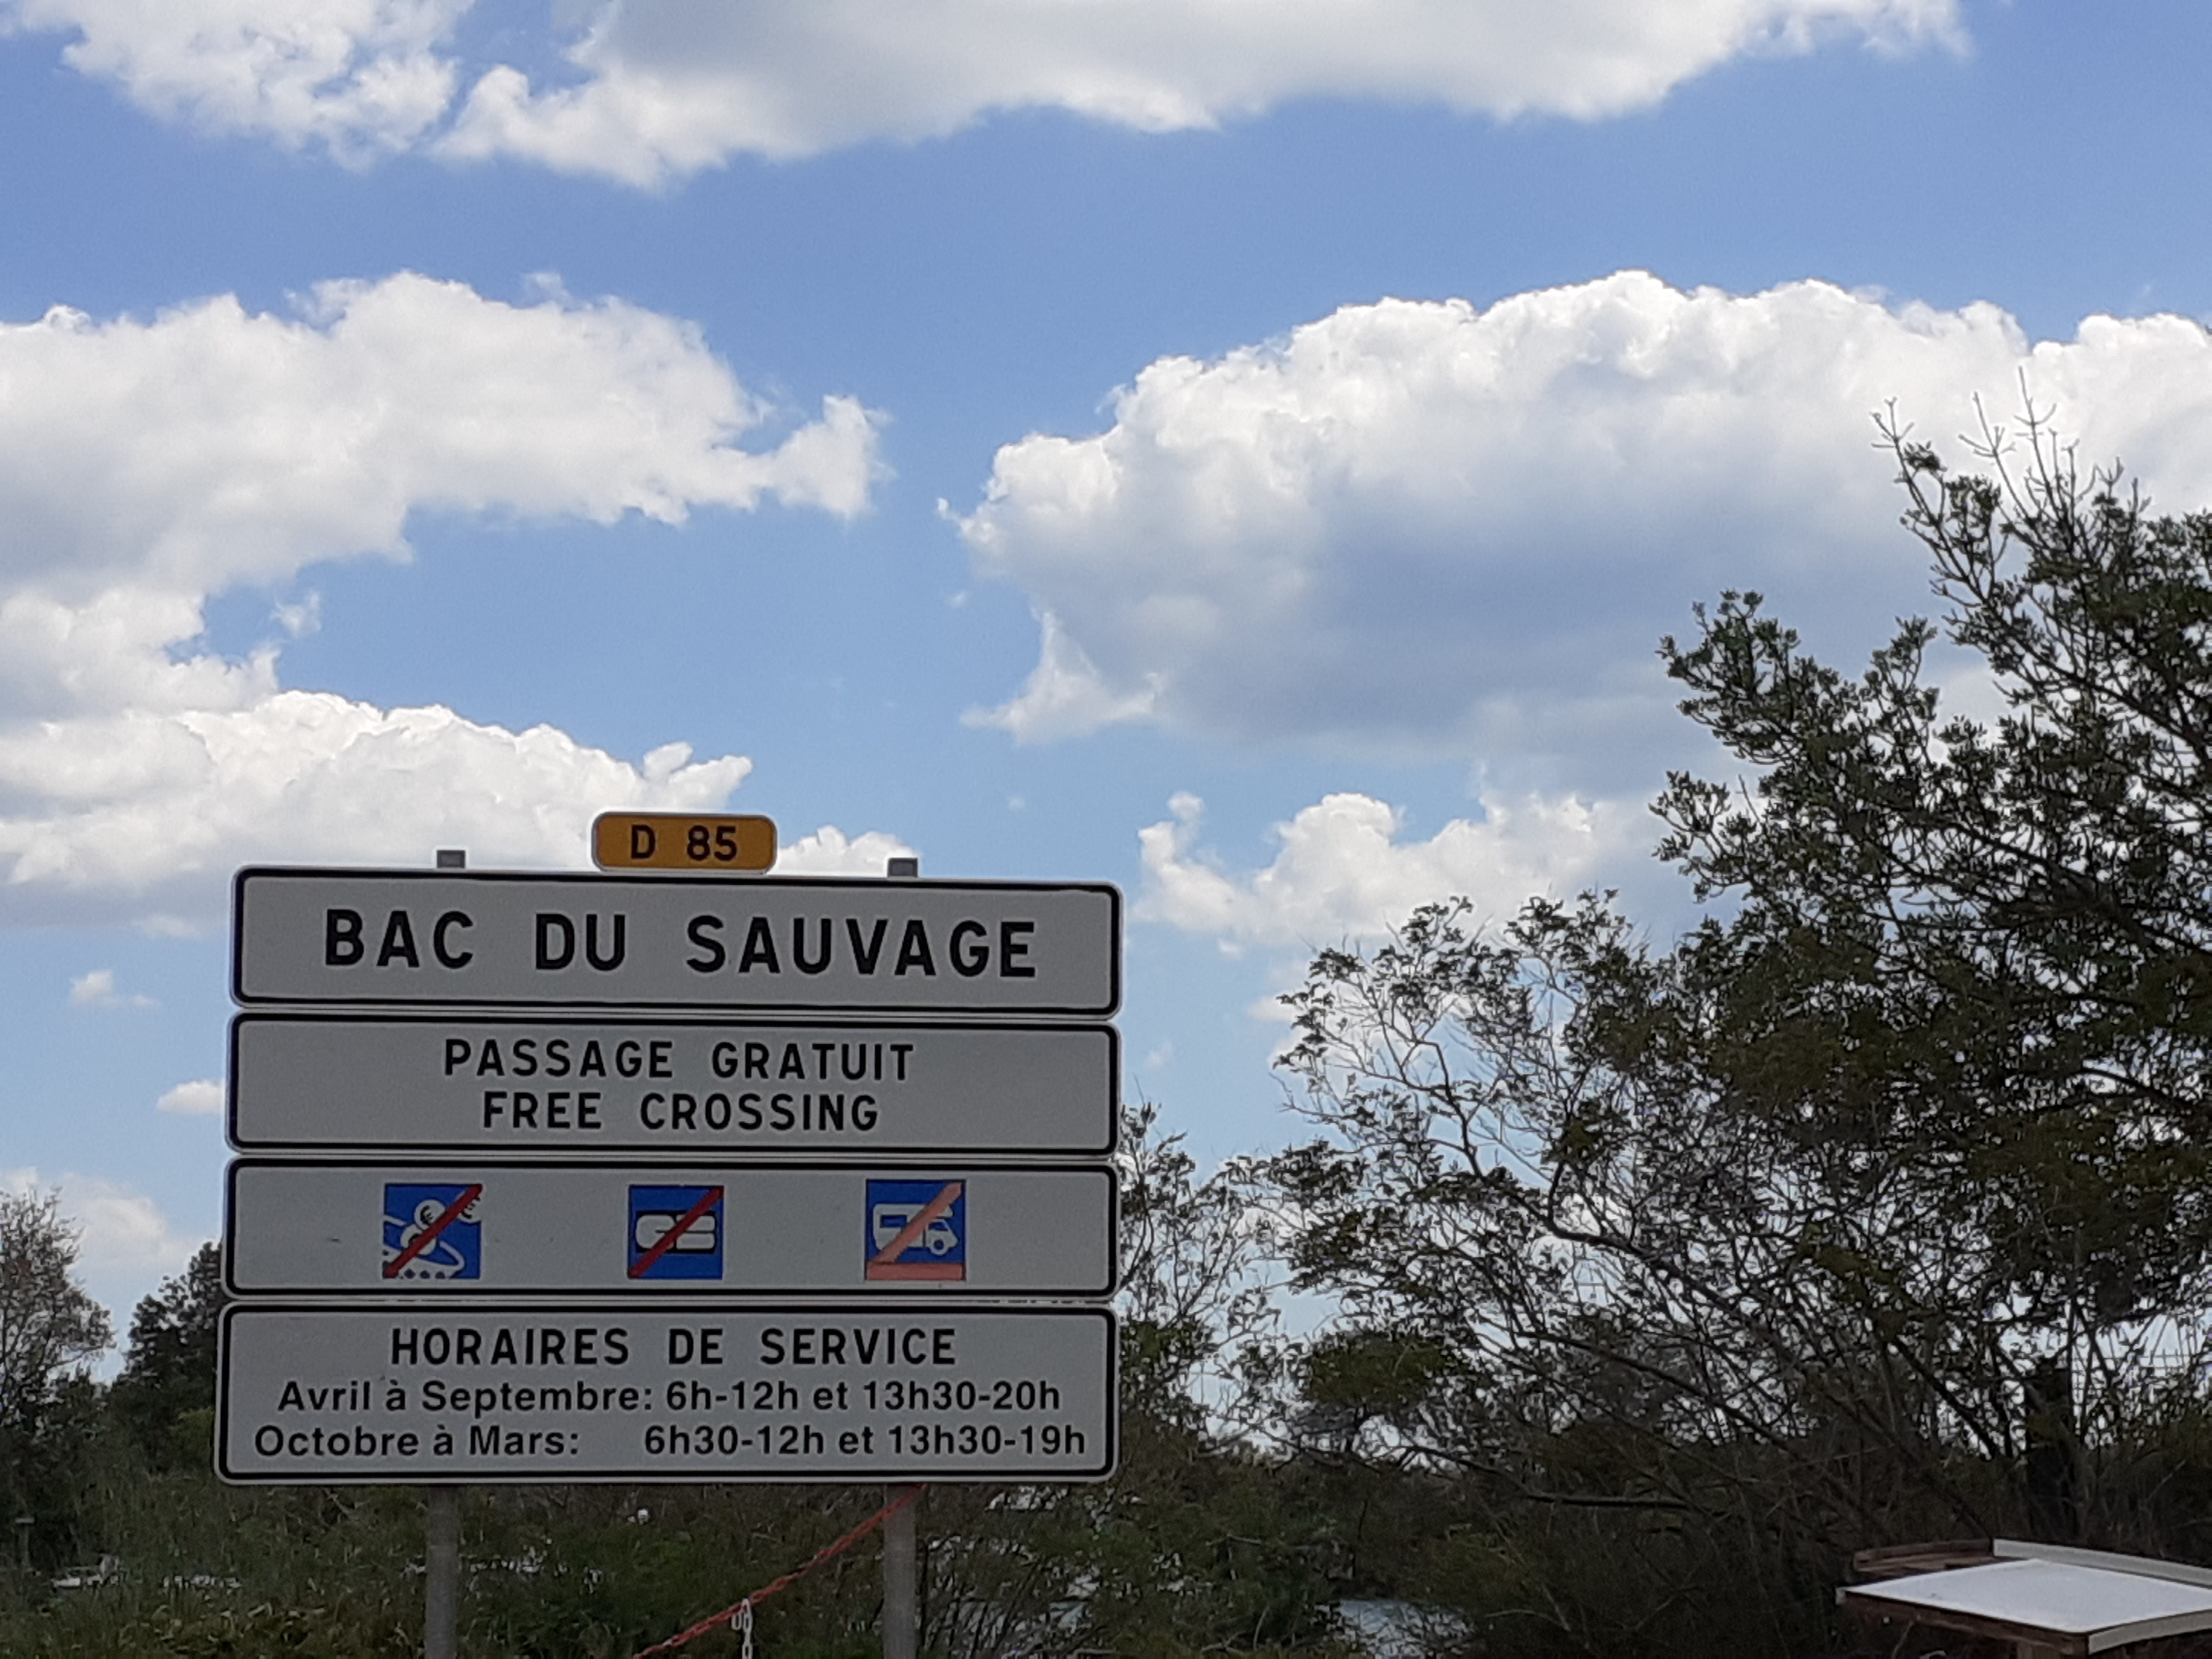 D 85
BAC DU SAUVAGE
PASSAGE GRATUIT
FREE CROSSING
HORAIRES DE SERVICE
Avril à Septembre: 6h-12h et 13h30-20h
Octobre à Mars: 6h30-12h et 13h30-19h